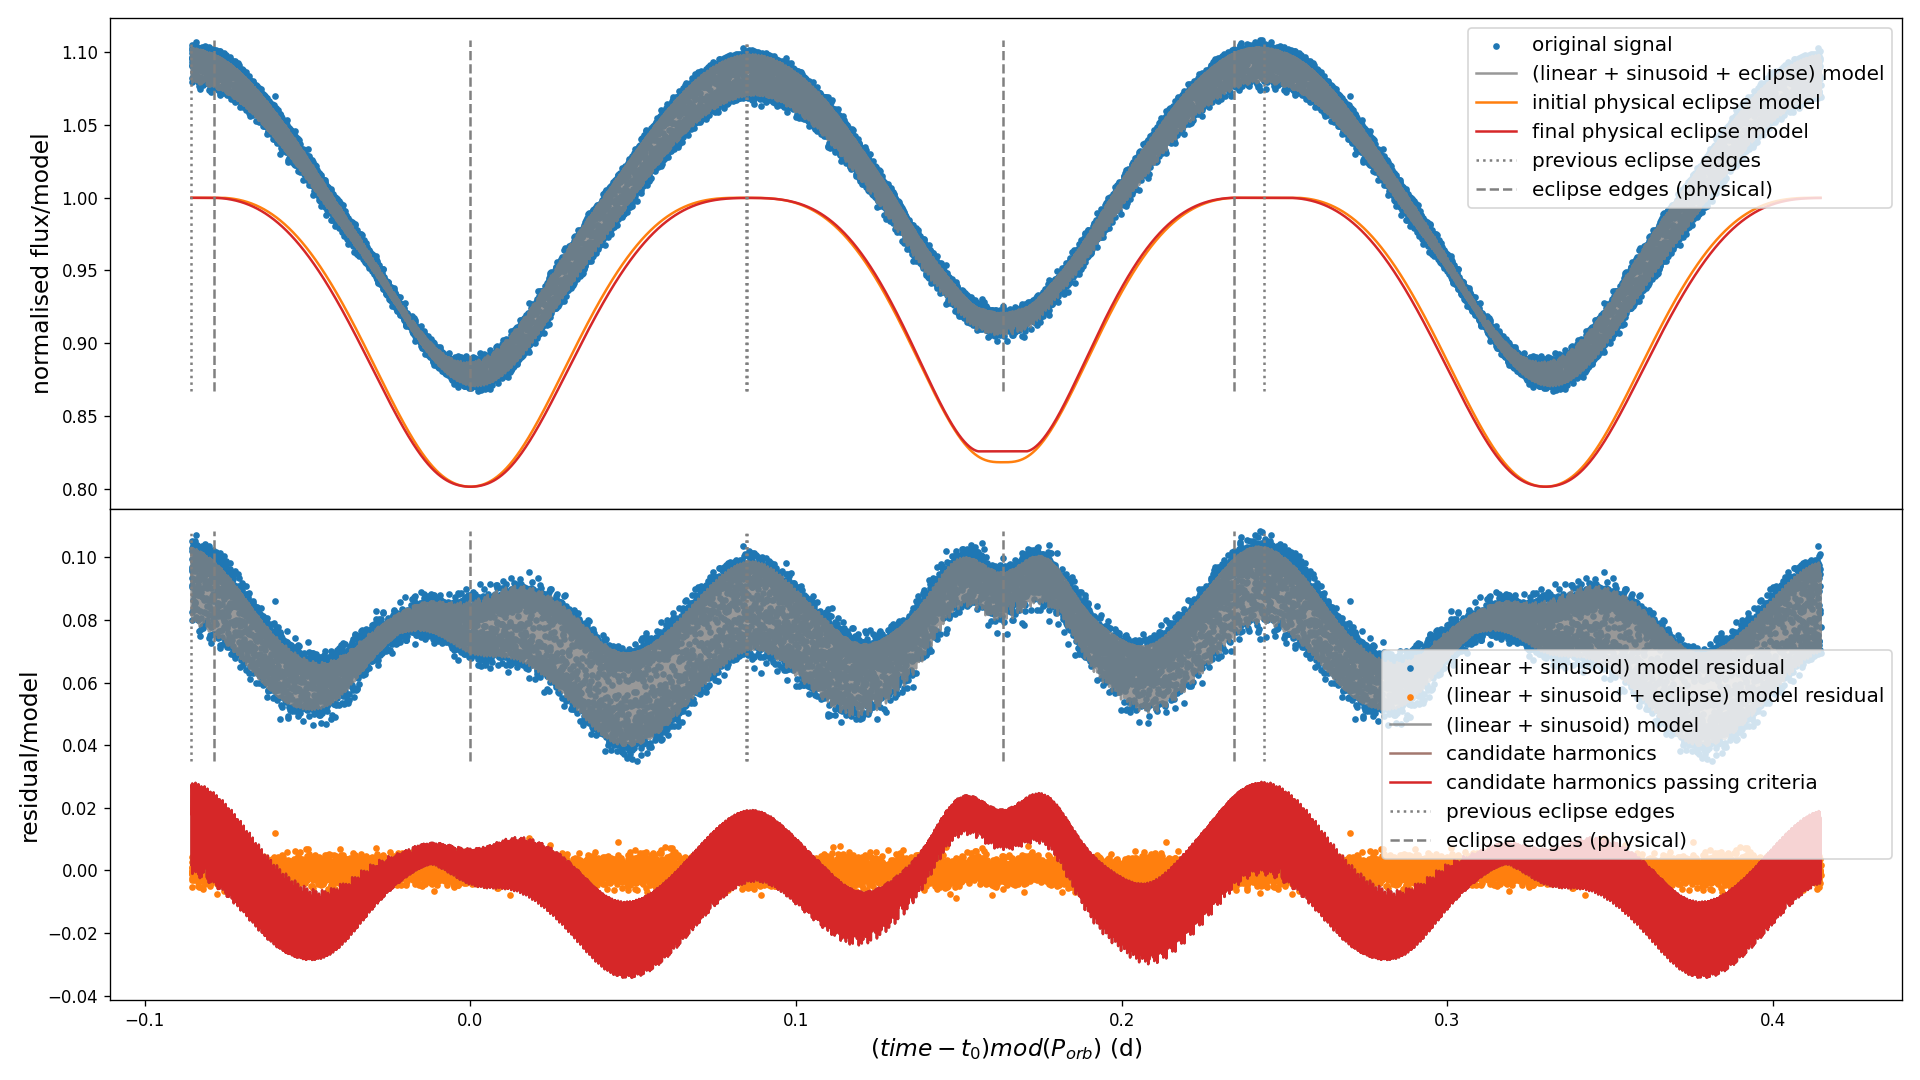 normalised flux/model
1.10
1.05
1.00
0.95
0.90
0.85
0.80
original signal
(linear + sinusoid + eclipse) model
initial physical eclipse model
final physical eclipse model
previous eclipse edges
eclipse edges (physical)
residual/model
0.10
0.08
0.06
0.04
0.02
0.00
−0.02
−0.04
(linear + sinusoid) model residual
(linear + sinusoid + eclipse) model residual
(linear + sinusoid) model
candidate harmonics
candidate harmonics passing criteria
previous eclipse edges
eclipse edges (physical)
−0.1 0.0 0.1 0.2 0.3 0.4
(time − t₀)mod(Pₒᵣb) (d)